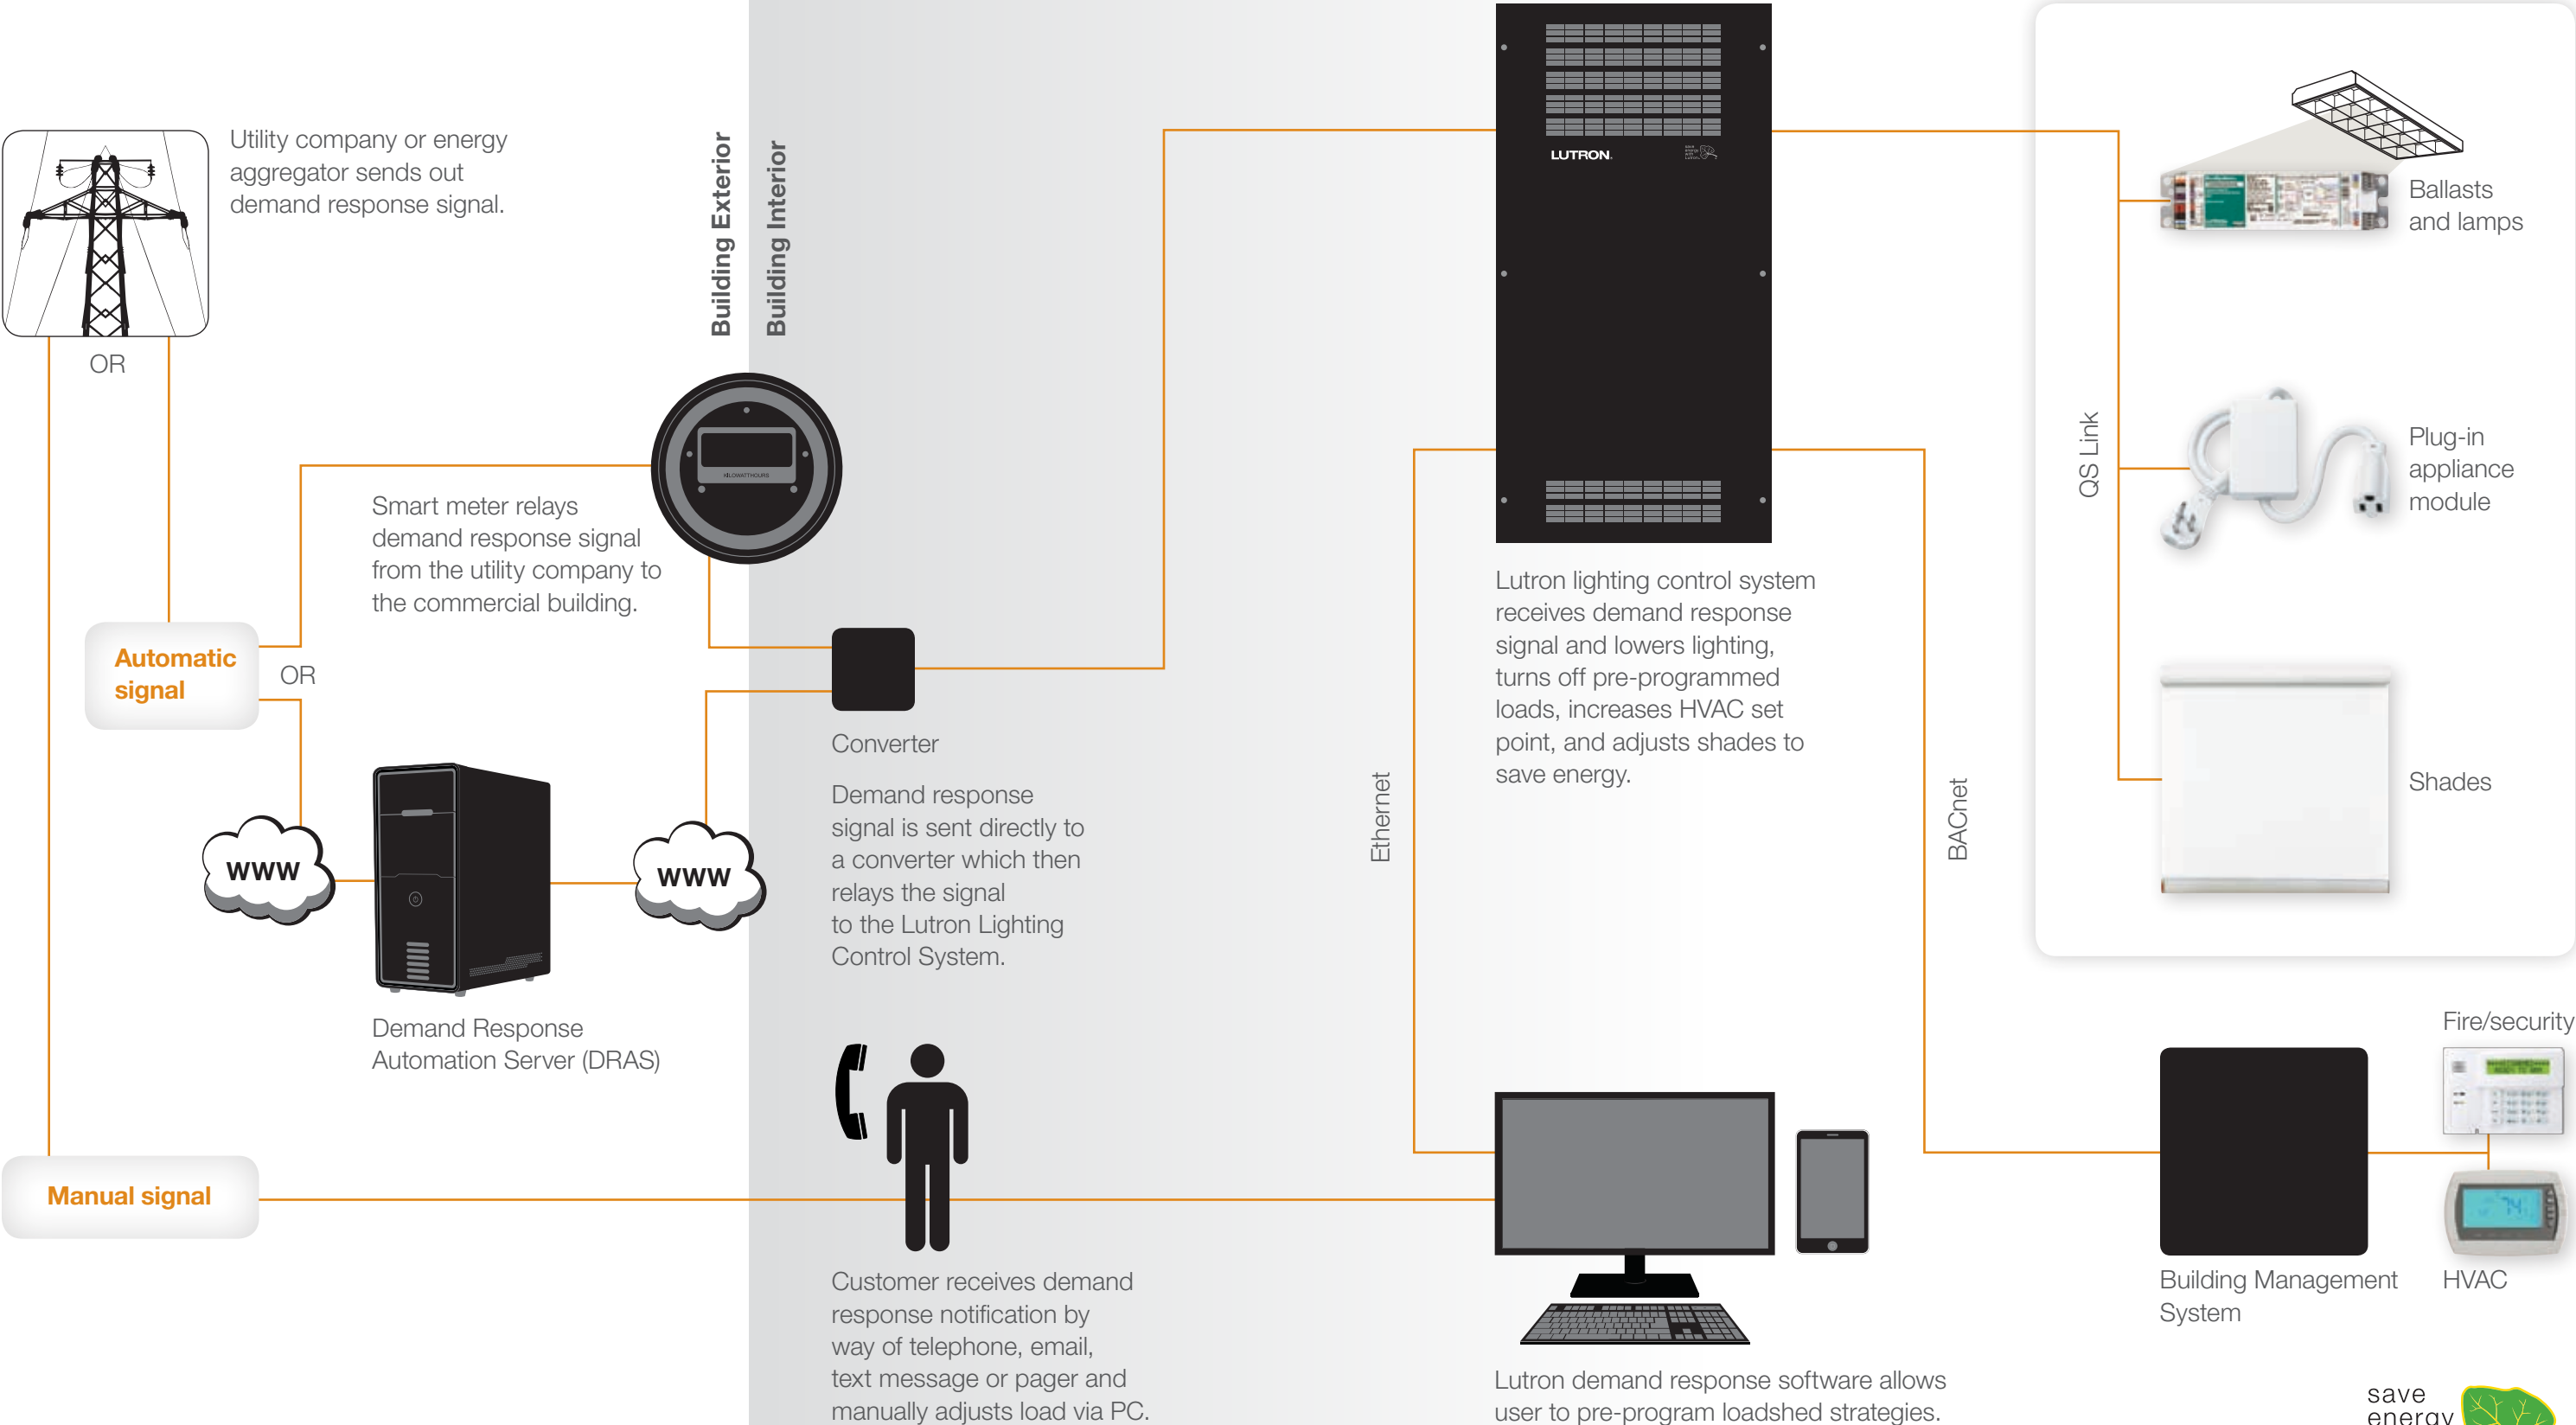 Utility company or energy
aggregator sends out
demand response signal.
OR
Building Exterior
Building Interior
KILOWATTHOURS
Smart meter relays
demand response signal
from the utility company to
the commercial building.
Automatic
signal
OR
www
www
Demand Response
Automation Server (DRAS)
Manual signal
Converter
Demand response
signal is sent directly to
a converter which then
relays the signal
to the Lutron Lighting
Control System.
Customer receives demand
response notification by
way of telephone, email,
text message or pager and
manually adjusts load via PC.
LUTRON.
save
energy
with
Lutron
Lutron lighting control system
receives demand response
signal and lowers lighting,
turns off pre-programmed
loads, increases HVAC set
point, and adjusts shades to
save energy.
Ethernet
BACnet
Lutron demand response software allows
user to pre-program loadshed strategies.
QS Link
Ballasts
and lamps
Plug-in
appliance
module
Shades
Fire/security
74
Building Management
System
HVAC
save
energy